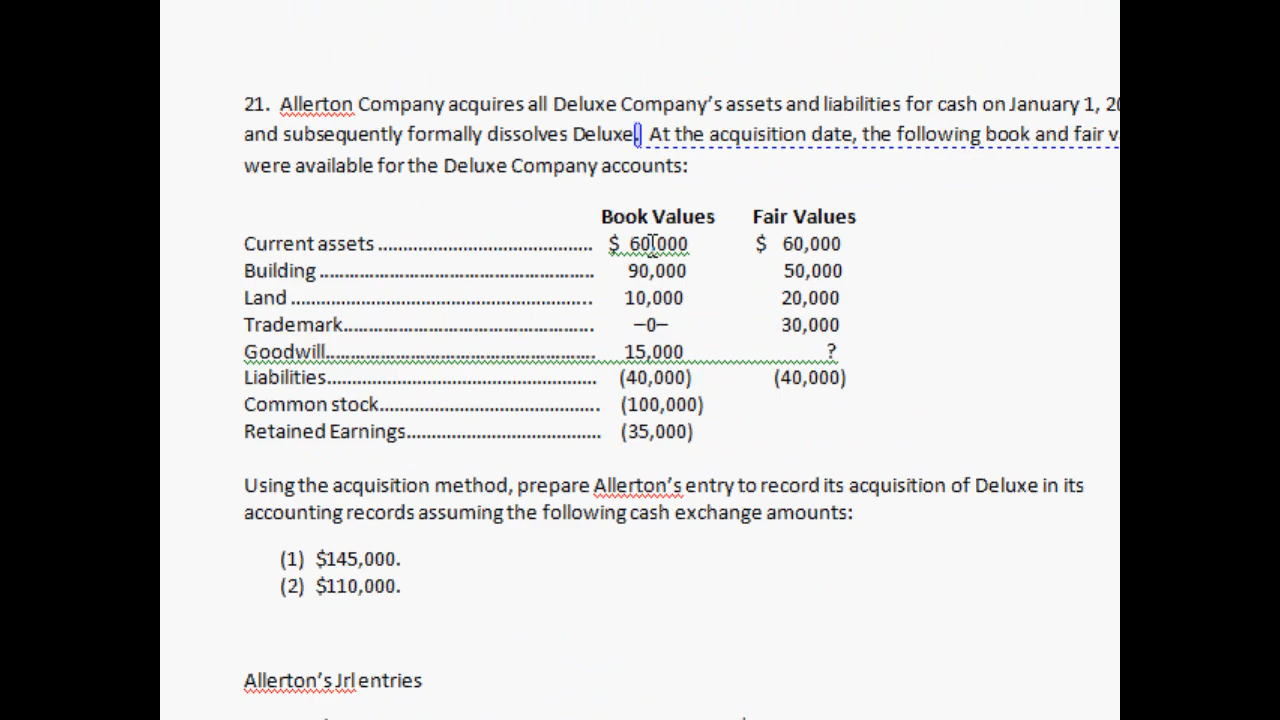 21. Allerton Company acquires all Deluxe Company's assets and liabilities for cash on January 1,
and subsequently formally dissolves Deluxe. At the acquisition date, the following book and fair
were available for the Deluxe Company accounts:
Book Values Fair Values
Current assets ........................................... $ 60,000 $ 60,000
Building ....................................................... 90,000 50,000
Land ............................................................ 10,000 20,000
Trademark.................................................. –0– 30,000
Goodwill...................................................... 15,000 ?
Liabilities...................................................... (40,000) (40,000)
Common stock............................................ (100,000)
Retained Earnings....................................... (35,000)
Using the acquisition method, prepare Allerton's entry to record its acquisition of Deluxe in its
accounting records assuming the following cash exchange amounts:
(1) $145,000.
(2) $110,000.
Allerton's Jrl entries